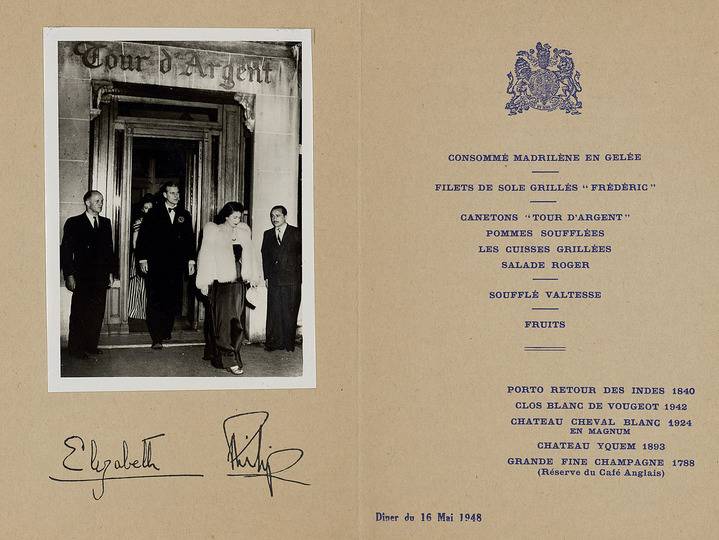 Tour d'Argent
Elizabeth
Philip
CONSOMMÉ MADRILÈNE EN GELÉE
FILETS DE SOLE GRILLÉS "FRÉDÉRIC"
CANETONS "TOUR D'ARGENT"
POMMES SOUFFLÉES
LES CUISSES GRILLÉES
SALADE ROGER
SOUFFLÉ VALTESSE
FRUITS
PORTO RETOUR DES INDES 1840
CLOS BLANC DE VOUGEOT 1942
CHATEAU CHEVAL BLANC 1924
EN MAGNUM
CHATEAU YQUEM 1893
GRANDE FINE CHAMPAGNE 1788
(Réserve du Café Anglais)
Dîner du 16 Mai 1948